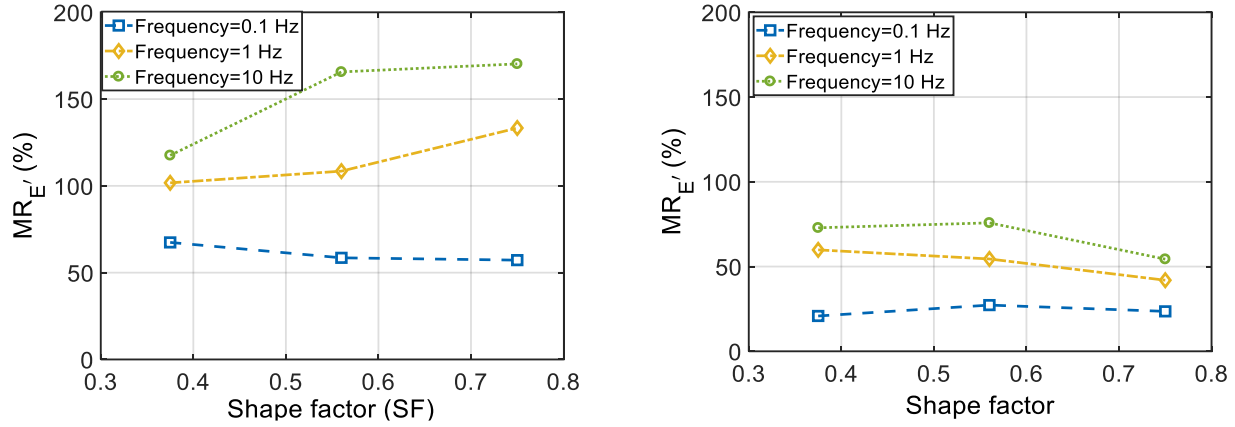 200
150
100
50
0
0.3 0.4 0.5 0.6 0.7 0.8
MR_E′ (%)
Shape factor (SF)
Frequency=0.1 Hz
Frequency=1 Hz
Frequency=10 Hz
200
150
100
50
0
0.3 0.4 0.5 0.6 0.7 0.8
MR_E′ (%)
Shape factor
Frequency=0.1 Hz
Frequency=1 Hz
Frequency=10 Hz